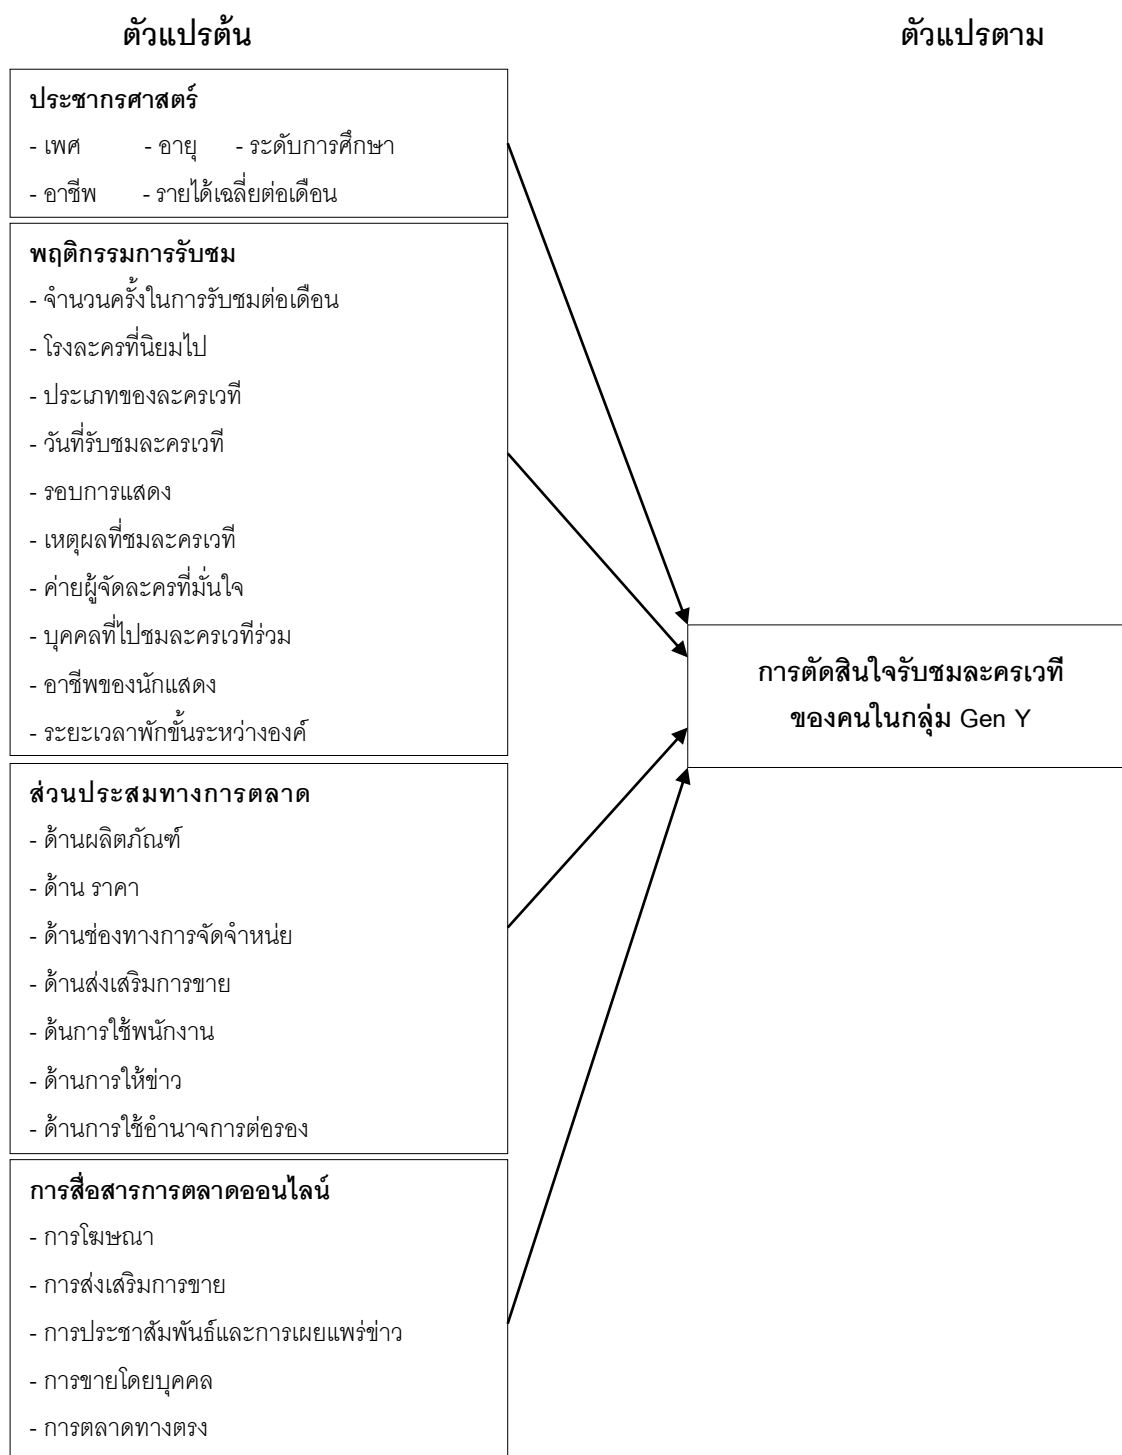 ตัวแปรต้น
ตัวแปรตาม
ประชากรศาสตร์
- เพศ - อายุ - ระดับการศึกษา
- อาชีพ - รายได้เฉลี่ยต่อเดือน
พฤติกรรมการรับชม
- จำนวนครั้งในการรับชมต่อเดือน
- โรงละครที่นิยมไป
- ประเภทของละครเวที
- วันที่รับชมละครเวที
- รอบการแสดง
- เหตุผลที่ชมละครเวที
- ค่ายผู้จัดละครที่มั่นใจ
- บุคคลที่ไปชมละครเวทีร่วม
- อาชีพของนักแสดง
- ระยะเวลาพักขั้นระหว่างองค์
การตัดสินใจรับชมละครเวที
ของคนในกลุ่ม Gen Y
ส่วนประสมทางการตลาด
- ด้านผลิตภัณฑ์
- ด้าน ราคา
- ด้านช่องทางการจัดจำหน่ย
- ด้านส่งเสริมการขาย
- ด้นการใช้พนักงาน
- ด้านการให้ข่าว
- ด้านการใช้อำนาจการต่อรอง
การสื่อสารการตลาดออนไลน์
- การโฆษณา
- การส่งเสริมการขาย
- การประชาสัมพันธ์และการเผยแพร่ข่าว
- การขายโดยบุคคล
- การตลาดทางตรง